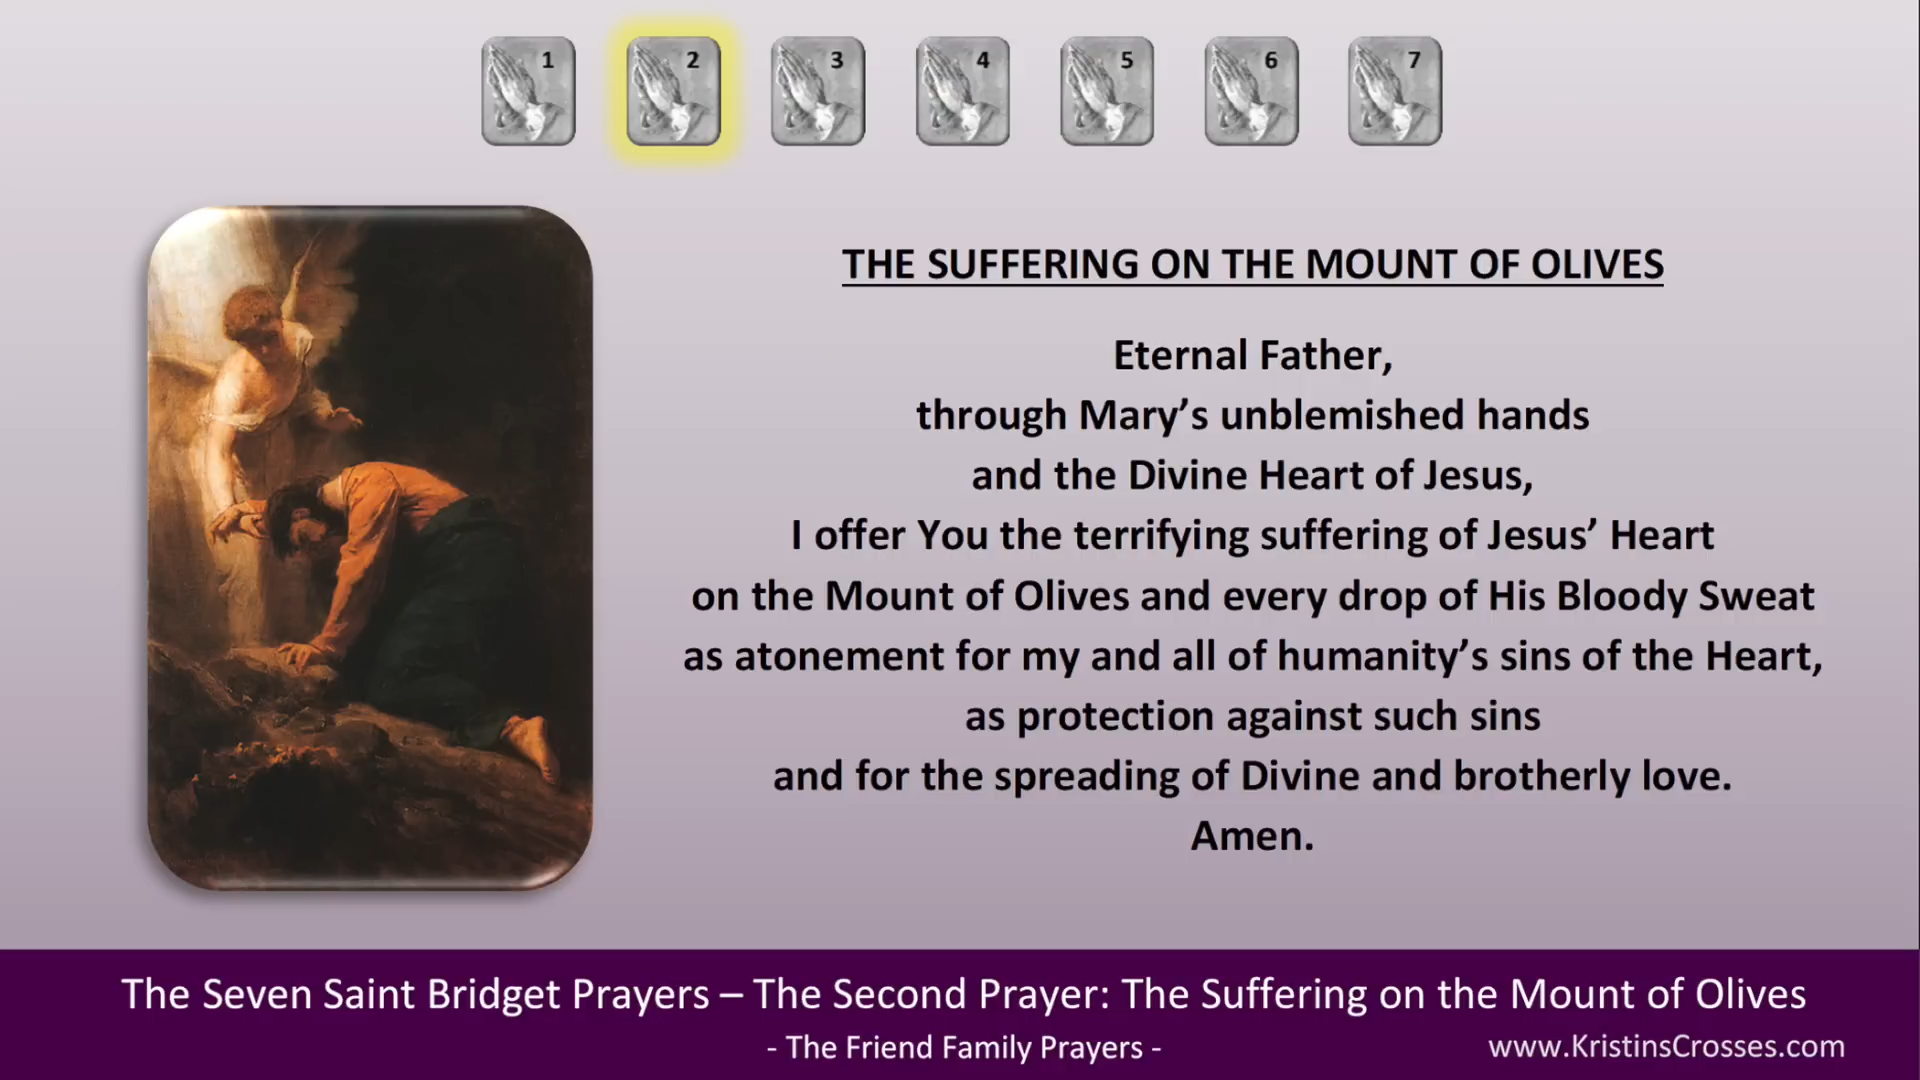 1 2 3 4 5 6 7
THE SUFFERING ON THE MOUNT OF OLIVES
Eternal Father,
through Mary’s unblemished hands
and the Divine Heart of Jesus,
I offer You the terrifying suffering of Jesus’ Heart
on the Mount of Olives and every drop of His Bloody Sweat
as atonement for my and all of humanity’s sins of the Heart,
as protection against such sins
and for the spreading of Divine and brotherly love.
Amen.
The Seven Saint Bridget Prayers – The Second Prayer: The Suffering on the Mount of Olives
- The Friend Family Prayers -
www.KristinsCrosses.com